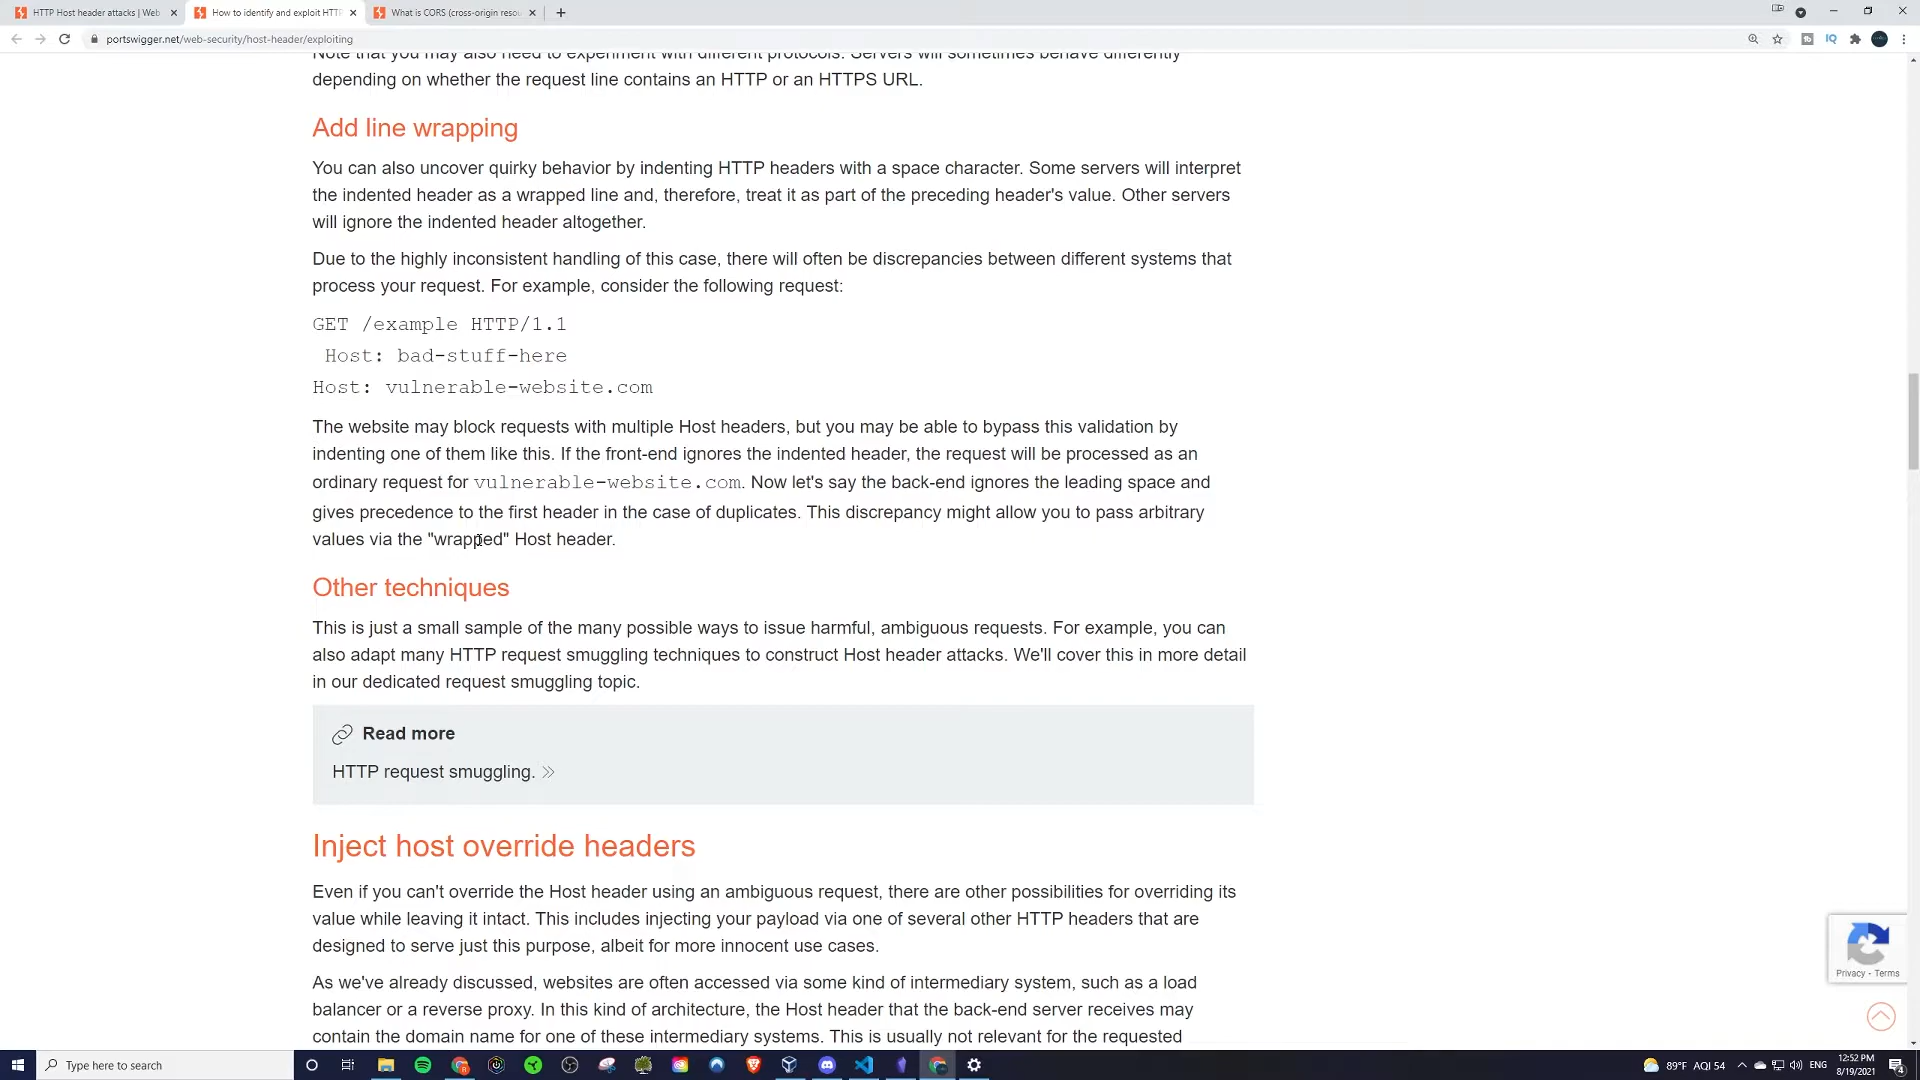 HTTP Host header attacks | Web
How to identify and exploit HTTP
What is CORS (cross-origin resou
portswigger.net/web-security/host-header/exploiting
Note that you may also need to experiment with different protocols. Servers will sometimes behave differently
depending on whether the request line contains an HTTP or an HTTPS URL.
Add line wrapping
You can also uncover quirky behavior by indenting HTTP headers with a space character. Some servers will interpret
the indented header as a wrapped line and, therefore, treat it as part of the preceding header's value. Other servers
will ignore the indented header altogether.
Due to the highly inconsistent handling of this case, there will often be discrepancies between different systems that
process your request. For example, consider the following request:
GET /example HTTP/1.1
 Host: bad-stuff-here
Host: vulnerable-website.com
The website may block requests with multiple Host headers, but you may be able to bypass this validation by
indenting one of them like this. If the front-end ignores the indented header, the request will be processed as an
ordinary request for vulnerable-website.com. Now let's say the back-end ignores the leading space and
gives precedence to the first header in the case of duplicates. This discrepancy might allow you to pass arbitrary
values via the "wrapped" Host header.
Other techniques
This is just a small sample of the many possible ways to issue harmful, ambiguous requests. For example, you can
also adapt many HTTP request smuggling techniques to construct Host header attacks. We'll cover this in more detail
in our dedicated request smuggling topic.
Read more
HTTP request smuggling. »
Inject host override headers
Even if you can't override the Host header using an ambiguous request, there are other possibilities for overriding its
value while leaving it intact. This includes injecting your payload via one of several other HTTP headers that are
designed to serve just this purpose, albeit for more innocent use cases.
As we've already discussed, websites are often accessed via some kind of intermediary system, such as a load
balancer or a reverse proxy. In this kind of architecture, the Host header that the back-end server receives may
contain the domain name for one of these intermediary systems. This is usually not relevant for the requested
Privacy - Terms
Type here to search
89°F AQI 54
ENG
12:52 PM
8/19/2021